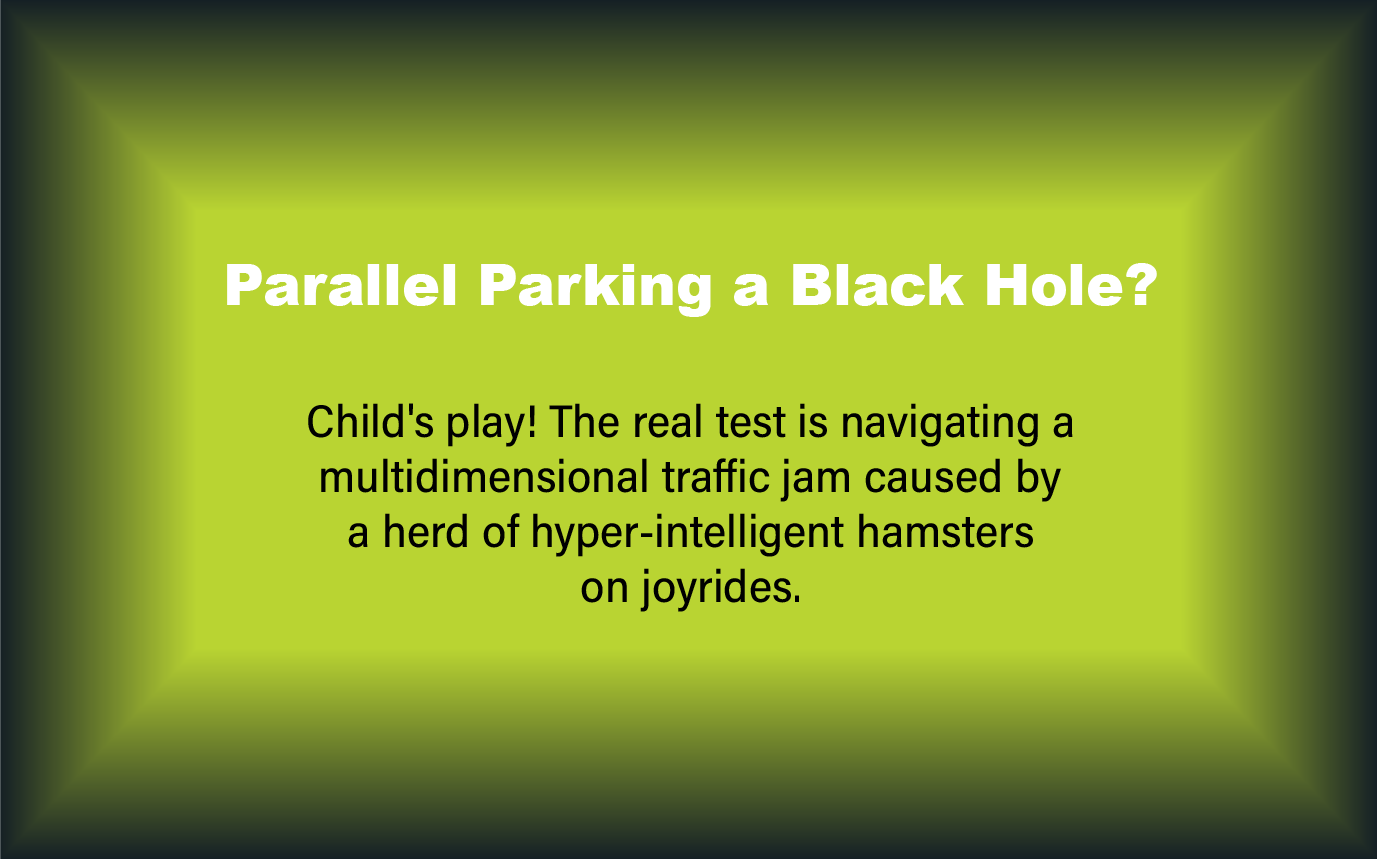 Parallel Parking a Black Hole?
Child's play! The real test is navigating a
multidimensional traffic jam caused by
a herd of hyper-intelligent hamsters
on joyrides.